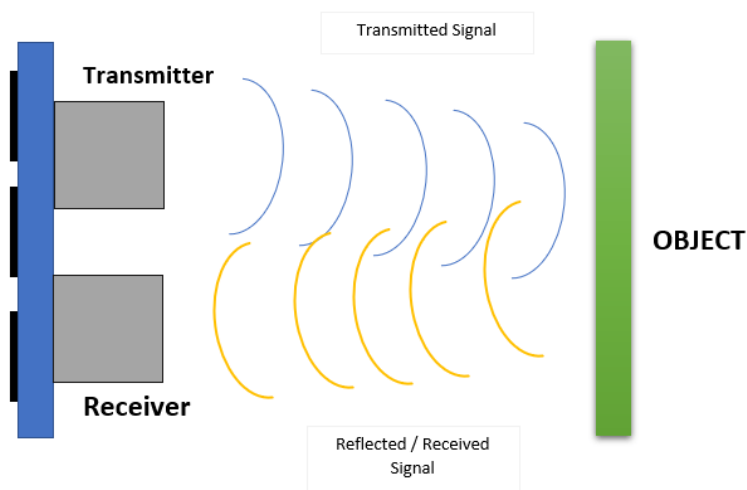 Transmitted Signal
Transmitter
OBJECT
Receiver
Reflected / Received
Signal